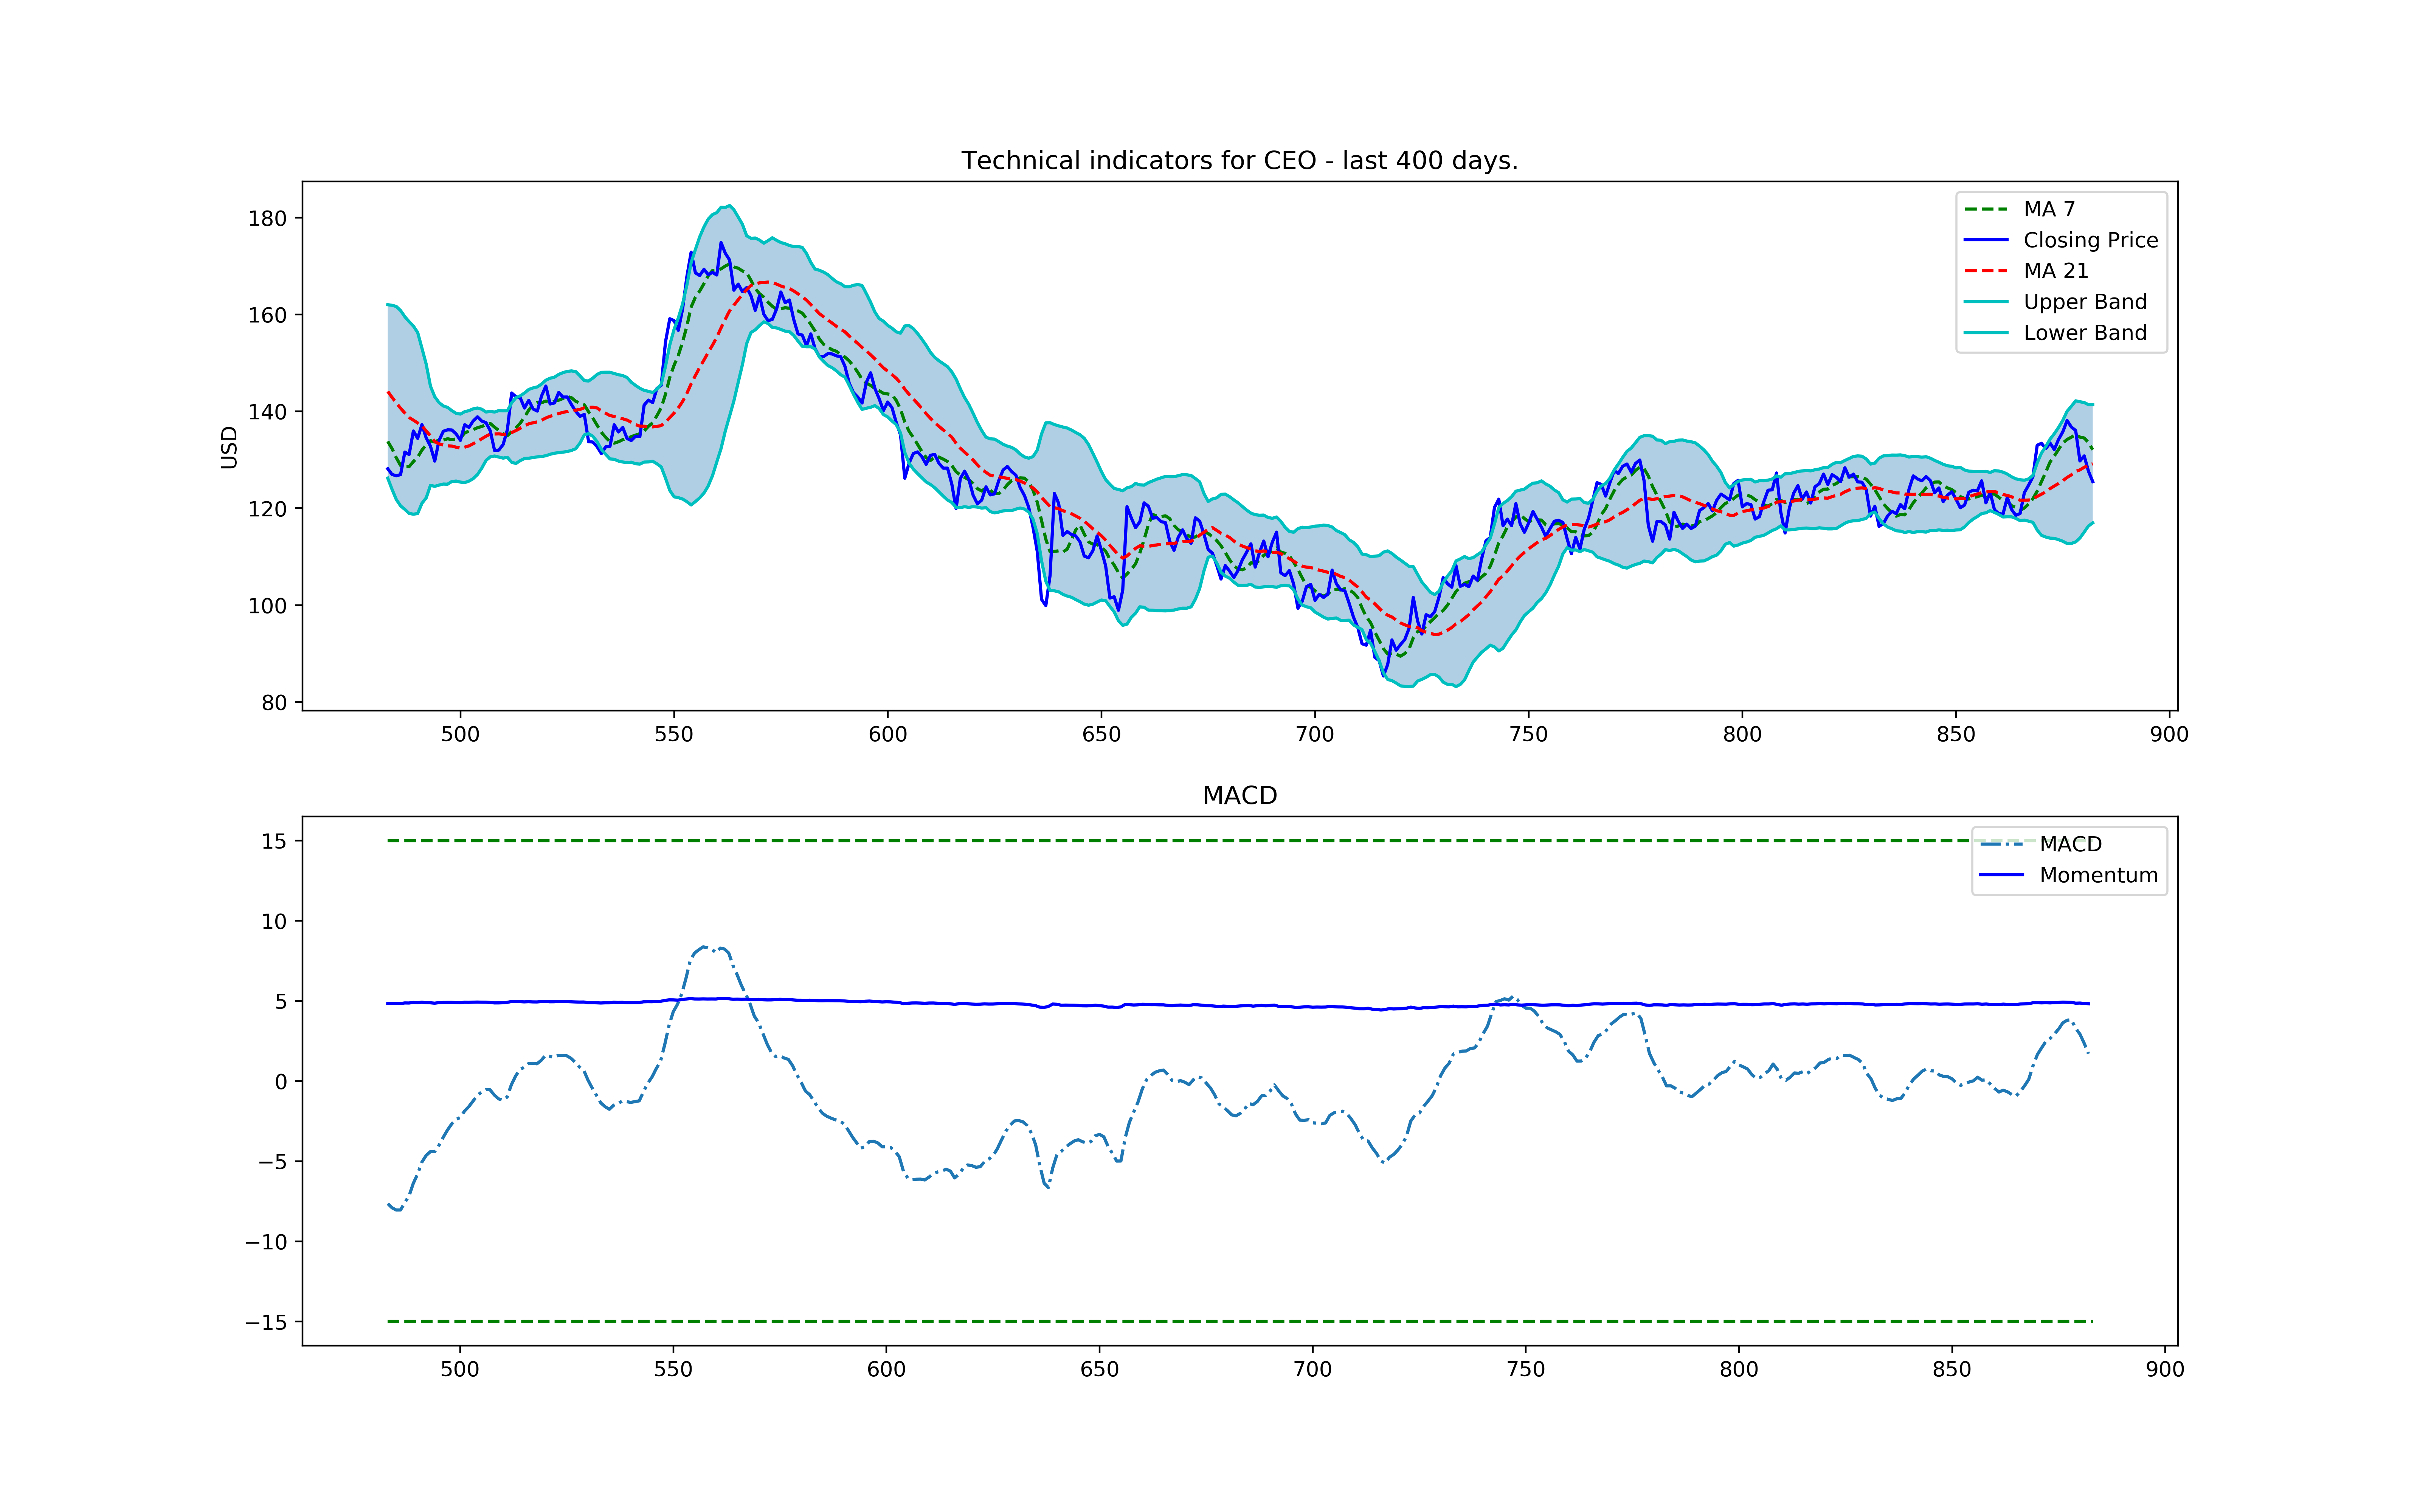 Technical indicators for CEO - last 400 days.
USD
180
160
140
120
100
80
500 550 600 650 700 750 800 850 900
MA 7
Closing Price
MA 21
Upper Band
Lower Band
MACD
15
10
5
0
−5
−10
−15
500 550 600 650 700 750 800 850 900
MACD
Momentum